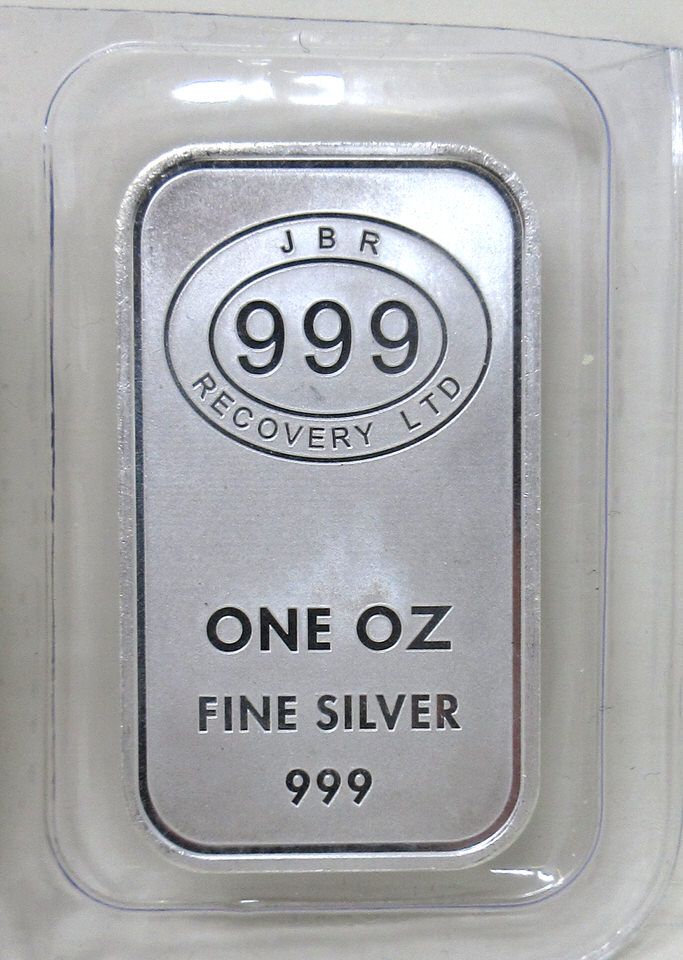 JBR
999
RECOVERY LTD
ONE OZ
FINE SILVER
999